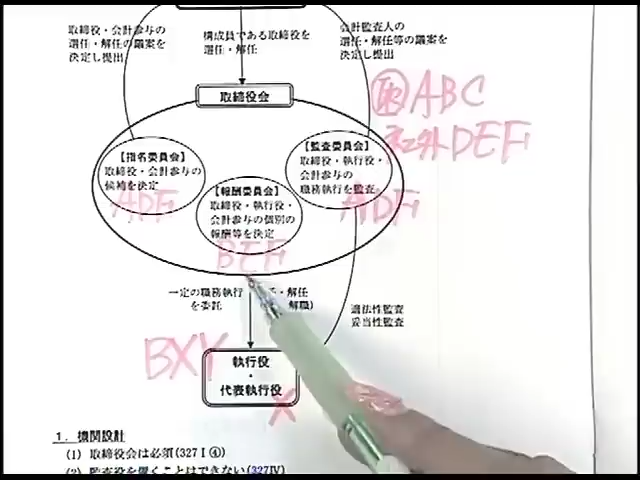 取締役・会計参与の
選任・解任の議案を
決定し提出
構成員である取締役を
選任・解任
会計監査人の
選任・解任等の議案を
決定し提出
取締役会
取ABC
社外DEF
【指名委員会】
取締役・会計参与の
候補を決定
ADF
【報酬委員会】
取締役・執行役・
会計参与の個別の
報酬等を決定
BEF
【監査委員会】
取締役・執行役・
会計参与の
職務執行を監査
ADF
一定の職務執行
を委託
・解任
解職)
適法性監査
妥当性監査
BXY
執行役
・
代表執行役
X
1. 機関設計
(1) 取締役会は必須(327Ⅰ④)
(2) 監査役を置くことはできない(327Ⅳ)